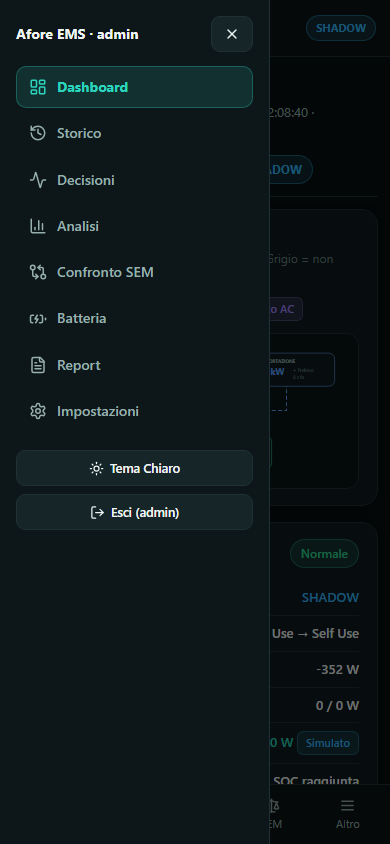 Afore EMS · admin
SHADOW
Dashboard
2:08:40 ·
Storico
Decisioni
ADOW
Analisi
Grigio = non
Confronto SEM
o AC
Batteria
kW
Report
Impostazioni
Tema Chiaro
Esci (admin)
Normale
SHADOW
Use → Self Use
-352 W
0 / 0 W
0 W
Simulato
SOC raggiunta
EM
Altro